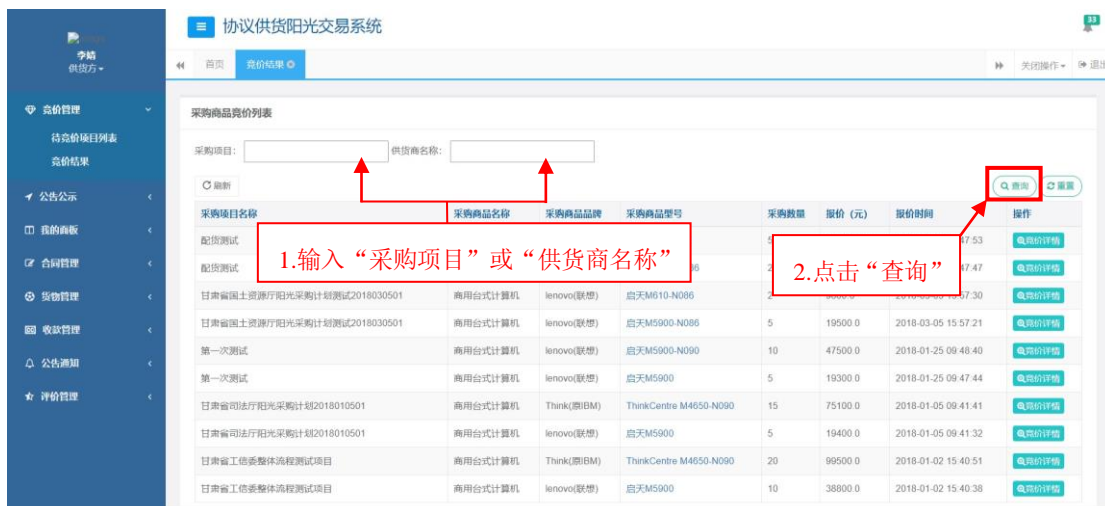 协议供货阳光交易系统
33
李婧
供货方
首页 竞价结果
关闭操作 退出
竞价管理
待竞价项目列表
竞价结果
公告公示
我的面板
合同管理
货物管理
收款管理
公告通知
评价管理
采购商品竞价列表
采购项目: 供货商名称:
刷新 查询 重置
采购项目名称 采购商品名称 采购商品品牌 采购商品型号 采购数量 报价（元） 报价时间 操作
1.输入“采购项目”或“供货商名称”
2.点击“查询”
配货测试 5 47:53 竞价详情
配货测试 2 47:47 竞价详情
甘肃省国土资源厅阳光采购计划测试2018030501 商用台式计算机 lenovo(联想) 启天M610-N086 2 竞价详情
甘肃省国土资源厅阳光采购计划测试2018030501 商用台式计算机 lenovo(联想) 启天M5900-N086 5 19500.0 2018-03-05 15:57:21 竞价详情
第一次测试 商用台式计算机 lenovo(联想) 启天M5900-N090 10 47500.0 2018-01-25 09:48:40 竞价详情
第一次测试 商用台式计算机 lenovo(联想) 启天M5900 5 19300.0 2018-01-25 09:47:44 竞价详情
甘肃省司法厅阳光采购计划2018010501 商用台式计算机 Think(原IBM) ThinkCentre M4650-N090 15 75100.0 2018-01-05 09:41:41 竞价详情
甘肃省司法厅阳光采购计划2018010501 商用台式计算机 lenovo(联想) 启天M5900 5 19400.0 2018-01-05 09:41:32 竞价详情
甘肃省工信委整体流程测试项目 商用台式计算机 Think(原IBM) ThinkCentre M4650-N090 20 99500.0 2018-01-02 15:40:51 竞价详情
甘肃省工信委整体流程测试项目 商用台式计算机 lenovo(联想) 启天M5900 10 38800.0 2018-01-02 15:40:38 竞价详情